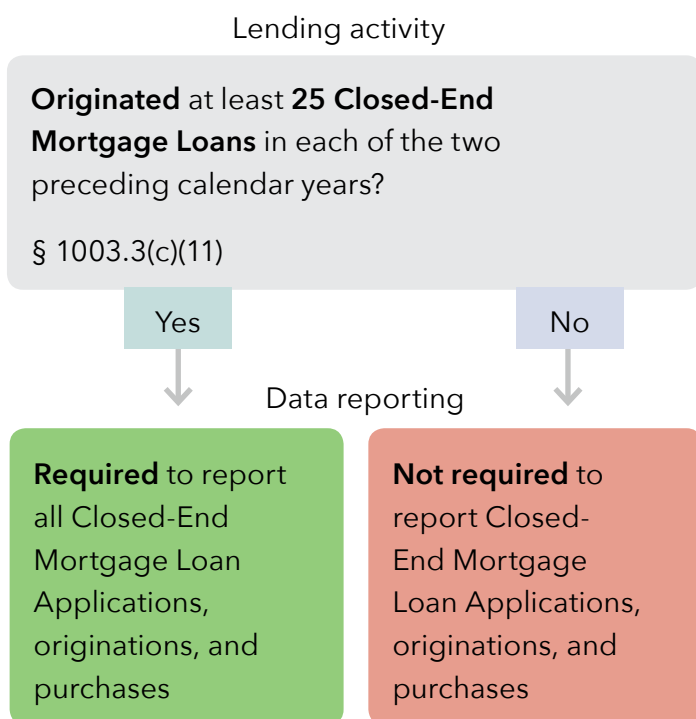 Lending activity
Originated at least 25 Closed-End
Mortgage Loans in each of the two
preceding calendar years?
§ 1003.3(c)(11)
Yes
No
Data reporting
Required to report
all Closed-End
Mortgage Loan
Applications,
originations, and
purchases
Not required to
report Closed-
End Mortgage
Loan Applications,
originations, and
purchases